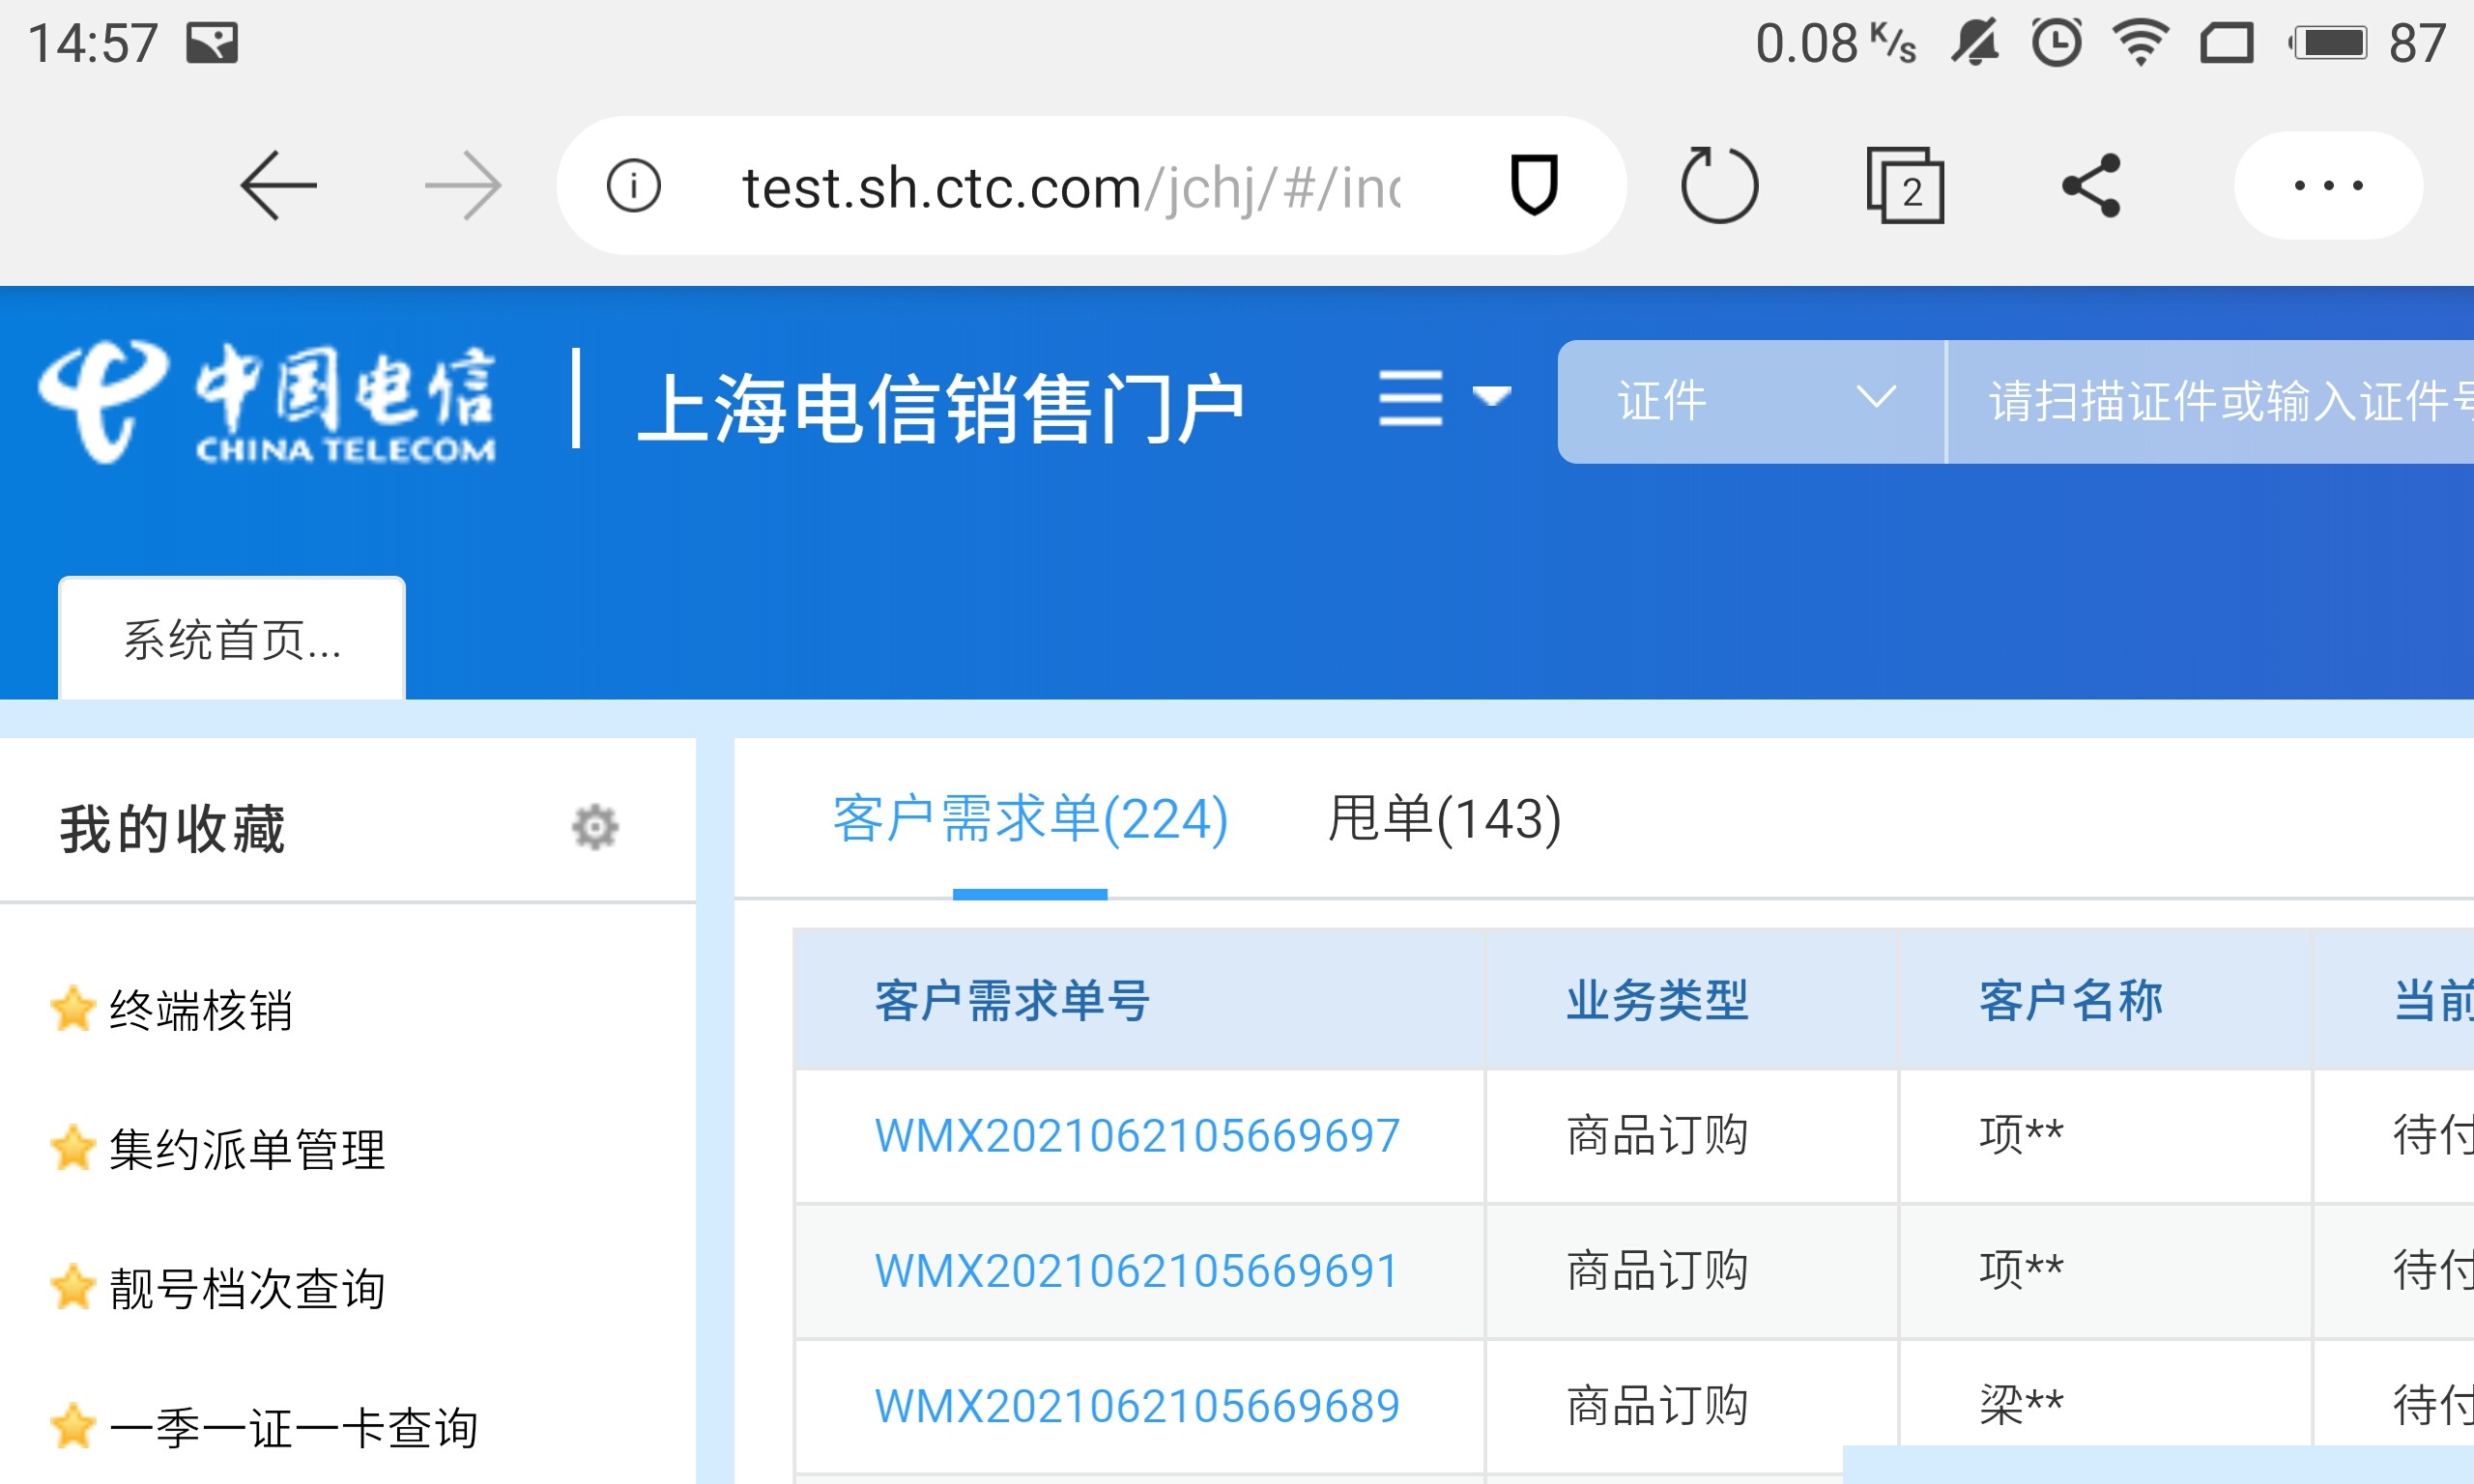 14:57 0.08 K/s 87
test.sh.ctc.com/jchj/#/in
2
中国电信 CHINA TELECOM 上海电信销售门户 证件 请扫描证件或输入证件
系统首页...
我的收藏
终端核销
集约派单管理
靓号档次查询
一季一证一卡查询
客户需求单(224) 甩单(143)
客户需求单号 业务类型 客户名称 当前
WMX2021062105669697 商品订购 项** 待付
WMX2021062105669691 商品订购 项** 待付
WMX2021062105669689 商品订购 梁** 待付